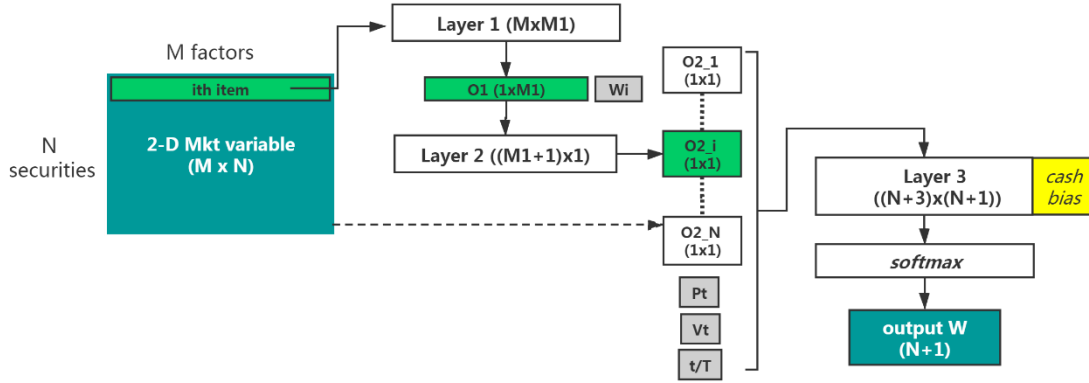 M factors
N
securities
ith item
2-D Mkt variable
(M x N)
Layer 1 (MxM1)
O1 (1xM1)
Wi
Layer 2 ((M1+1)x1)
O2_1
(1x1)
O2_i
(1x1)
O2_N
(1x1)
Pt
Vt
t/T
Layer 3
((N+3)x(N+1))
cash
bias
softmax
output W
(N+1)